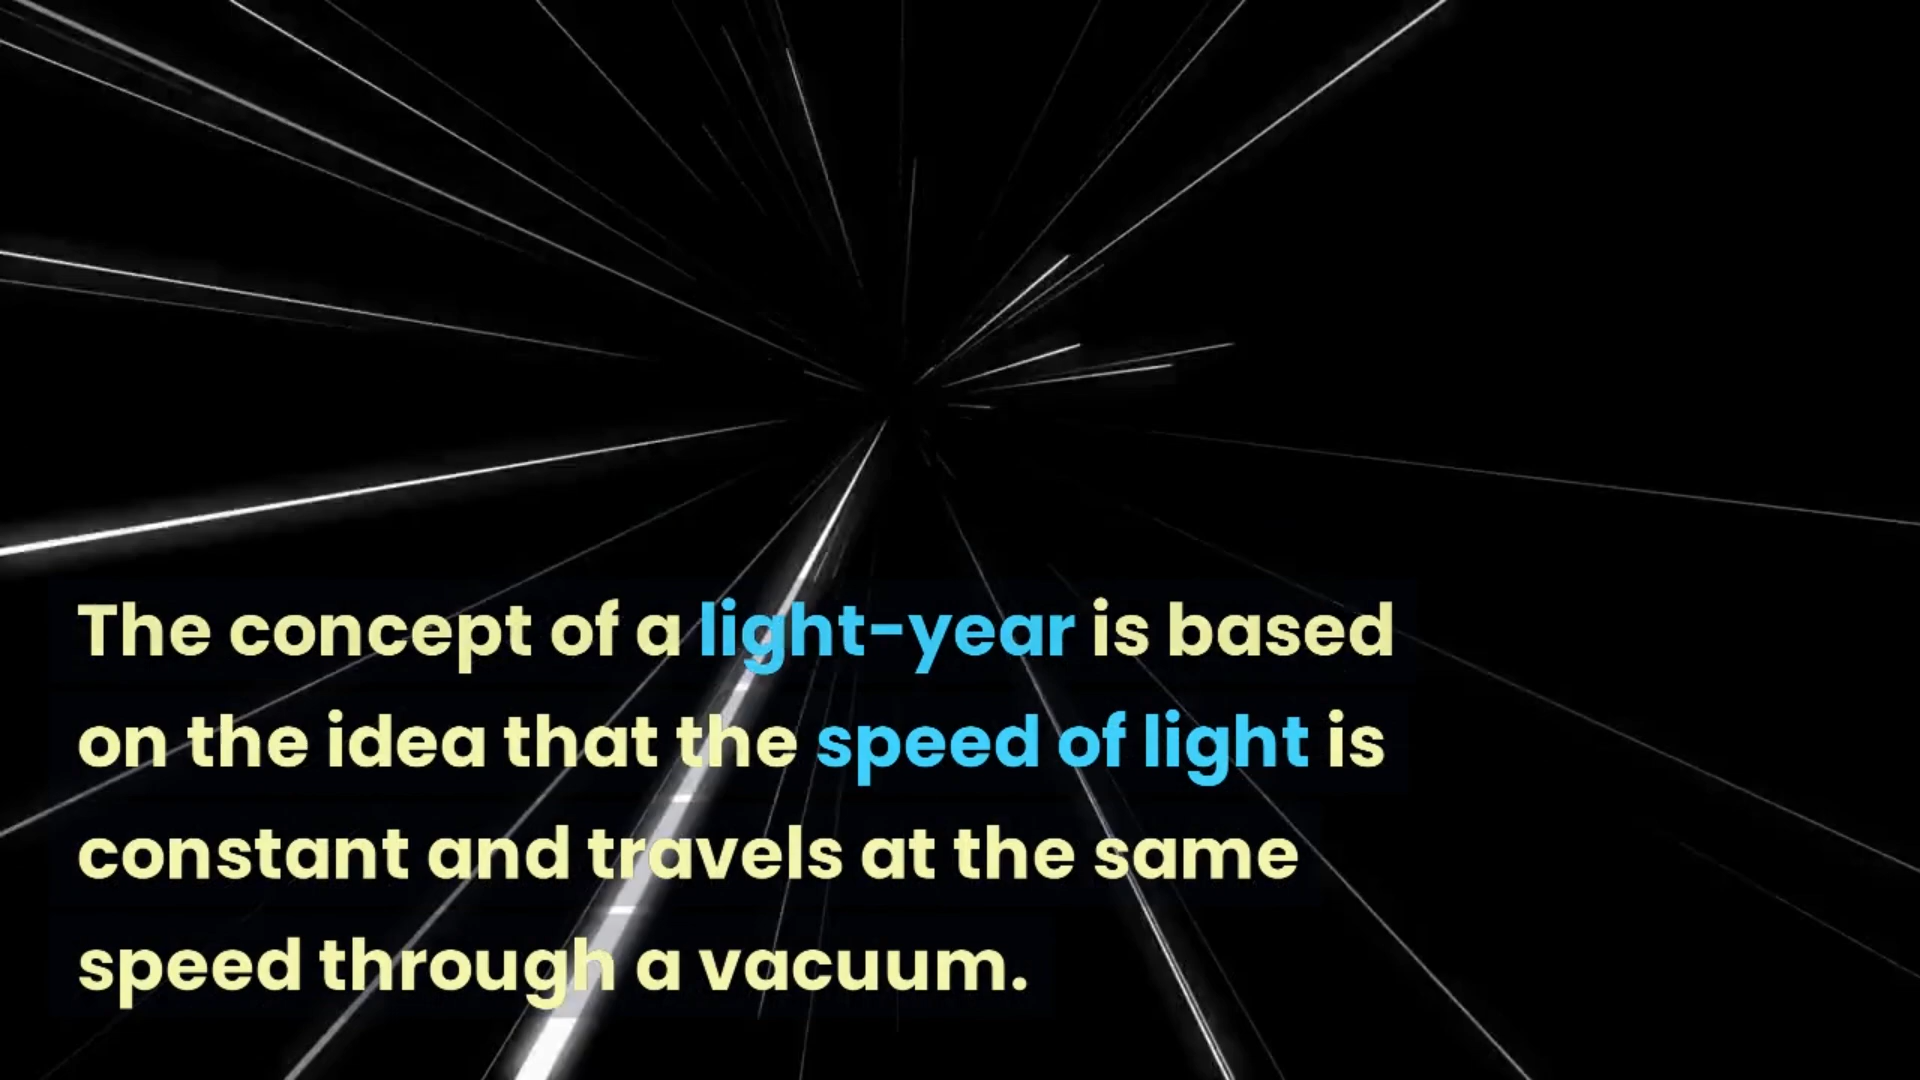 The concept of a light-year is based
on the idea that the speed of light is
constant and travels at the same
speed through a vacuum.